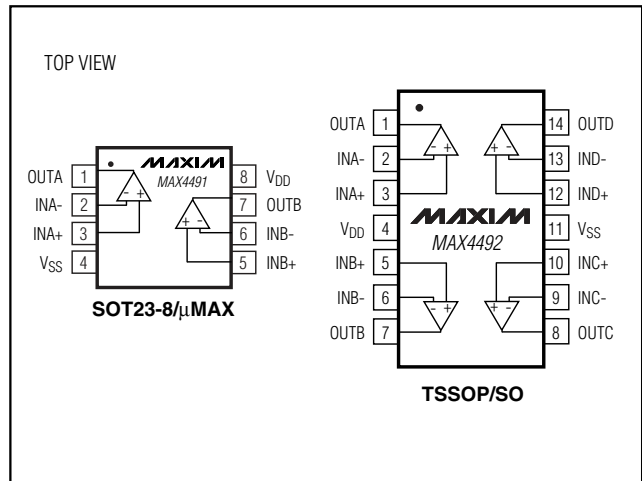 TOP VIEW
OUTA 1
INA- 2
INA+ 3
VSS 4
MAXIM
MAX4491
- +
+ -
8 VDD
7 OUTB
6 INB-
5 INB+
SOT23-8/µMAX
OUTA 1
INA- 2
INA+ 3
VDD 4
INB+ 5
INB- 6
OUTB 7
- +
+ -
MAXIM
MAX4492
- +
+ -
14 OUTD
13 IND-
12 IND+
11 VSS
10 INC+
9 INC-
8 OUTC
TSSOP/SO